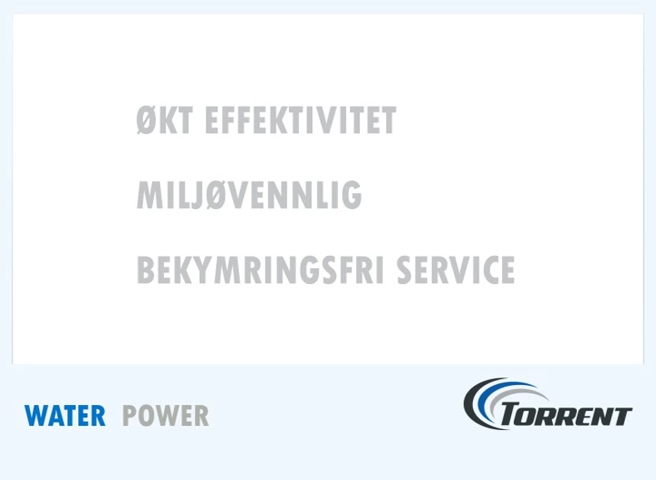 ØKT EFFEKTIVITET
MILJØVENNLIG
BEKYMRINGSFRI SERVICE
WATER POWER
TORRENT